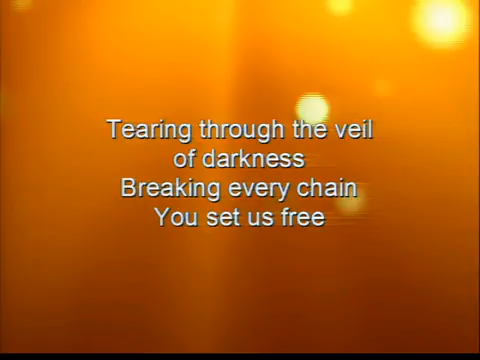 Tearing through the veil
of darkness
Breaking every chain
You set us free